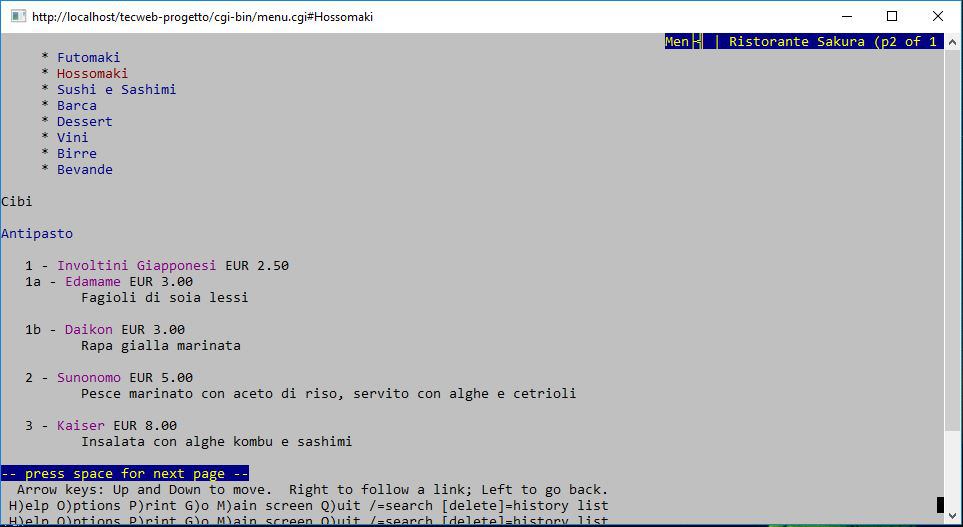 http://localhost/tecweb-progetto/cgi-bin/menu.cgi#Hossomaki
Men├╣ | Ristorante Sakura (p2 of 1
* Futomaki
* Hossomaki
* Sushi e Sashimi
* Barca
* Dessert
* Vini
* Birre
* Bevande
Cibi
Antipasto
1 - Involtini Giapponesi EUR 2.50
1a - Edamame EUR 3.00
Fagioli di soia lessi
1b - Daikon EUR 3.00
Rapa gialla marinata
2 - Sunonomo EUR 5.00
Pesce marinato con aceto di riso, servito con alghe e cetrioli
3 - Kaiser EUR 8.00
Insalata con alghe kombu e sashimi
-- press space for next page --
Arrow keys: Up and Down to move.  Right to follow a link; Left to go back.
H)elp O)ptions P)rint G)o M)ain screen Q)uit /=search [delete]=history list
H)elp O)ptions P)rint G)o M)ain screen Q)uit /=search [delete]=history list